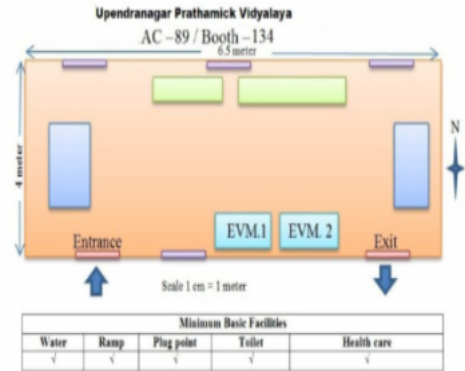 Upendranagar Prathamick Vidyalaya
AC –89 / Booth –134
6.5 meter
4 meter
N
EVM.1 EVM. 2
Entrance Exit
Scale 1 cm = 1 meter
Minimum Basic Facilities
Water Ramp Plug point Toilet Health care
√ √ √ √ √